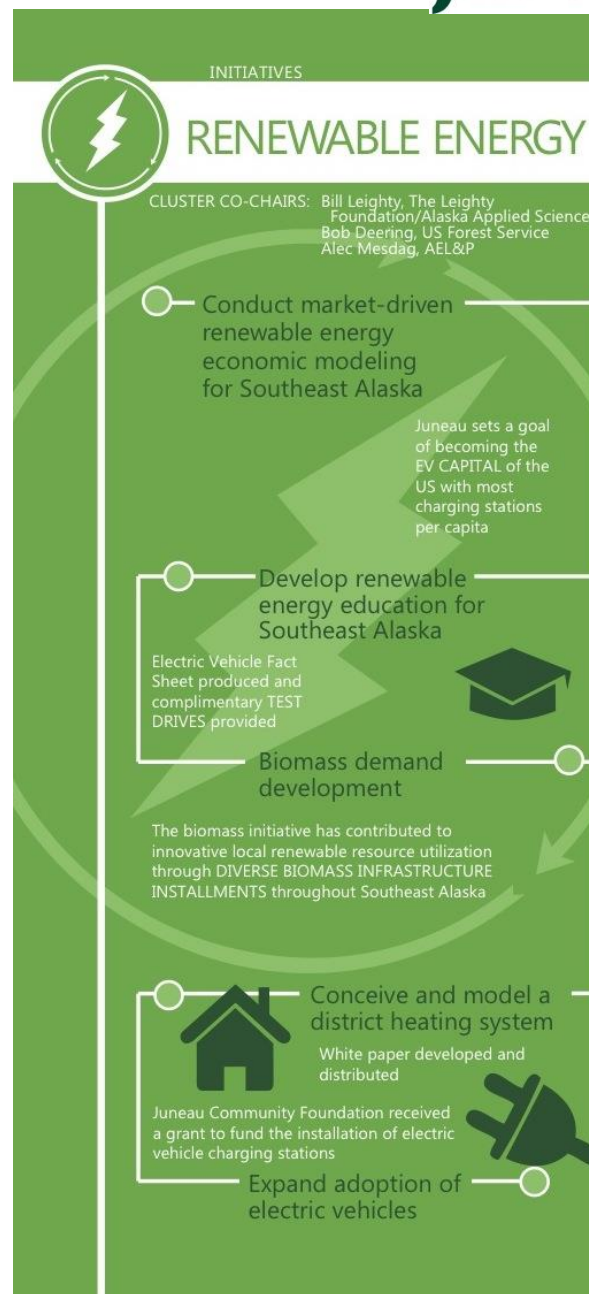 INITIATIVES
RENEWABLE ENERGY
CLUSTER CO-CHAIRS: Bill Leighty, The Leighty
Foundation/Alaska Applied Science
Bob Deering, US Forest Service
Alec Mesdag, AEL&P
Conduct market-driven
renewable energy
economic modeling
for Southeast Alaska
Juneau sets a goal
of becoming the
EV CAPITAL of the
US with most
charging stations
per capita
Develop renewable
energy education for
Southeast Alaska
Electric Vehicle Fact
Sheet produced and
complimentary TEST
DRIVES provided
Biomass demand
development
The biomass initiative has contributed to
innovative local renewable resource utilization
through DIVERSE BIOMASS INFRASTRUCTURE
INSTALLMENTS throughout Southeast Alaska
Conceive and model a
district heating system
White paper developed and
distributed
Juneau Community Foundation received
a grant to fund the installation of electric
vehicle charging stations
Expand adoption of
electric vehicles